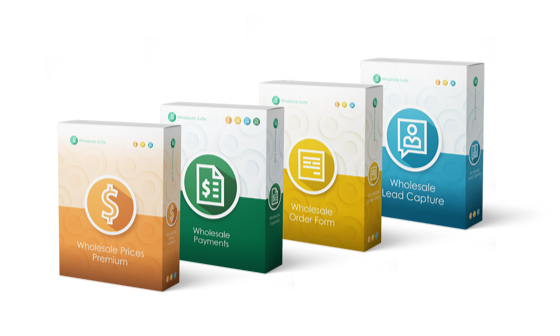 Wholesale Suite
Wholesale Prices
Premium
Wholesale Suite
Wholesale
Payments
Wholesale Suite
Wholesale
Order Form
Wholesale Suite
Wholesale
Lead Capture